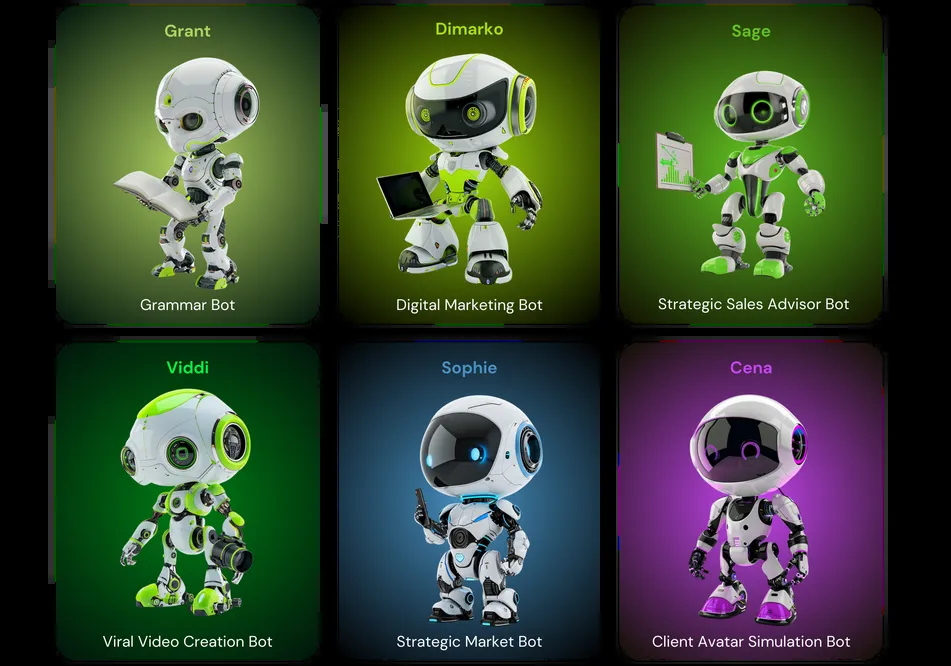 Grant
Dimarko
Sage
Grammar Bot
Digital Marketing Bot
Strategic Sales Advisor Bot
Viddi
Sophie
Cena
Viral Video Creation Bot
Strategic Market Bot
Client Avatar Simulation Bot